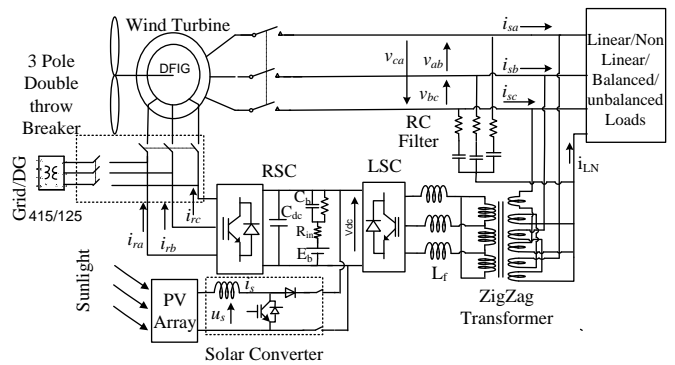 Wind Turbine
DFIG
3 Pole
Double
throw
Breaker
Grid/DG
415/125
i_ra
i_rb
i_rc
v_ca
v_ab
v_bc
i_sa
i_sb
i_sc
Linear/Non
Linear/
Balanced/
unbalanced
Loads
RC
Filter
i_LN
RSC
LSC
C_dc
C_b
R_in
E_b
V_dc
L_f
ZigZag
Transformer
Sunlight
PV
Array
i_s
u_s
Solar Converter